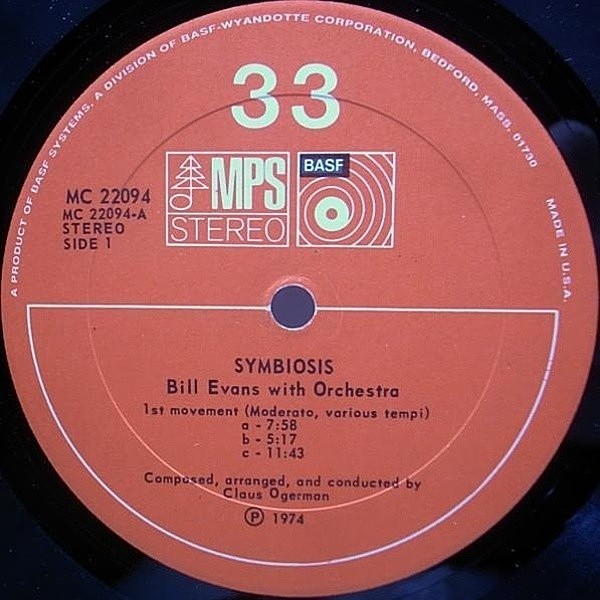 A PRODUCT OF BASF SYSTEMS, A DIVISION OF BASF-WYANDOTTE CORPORATION, BEDFORD, MASS. 01730
MADE IN U.S.A.
33
MPS
STEREO
BASF
MC 22094
MC 22094-A
STEREO
SIDE 1
SYMBIOSIS
Bill Evans with Orchestra
1st movement (Moderato, various tempi)
a - 7:58
b - 5:17
c - 11:43
Composed, arranged, and conducted by
Claus Ogerman
Ⓟ 1974